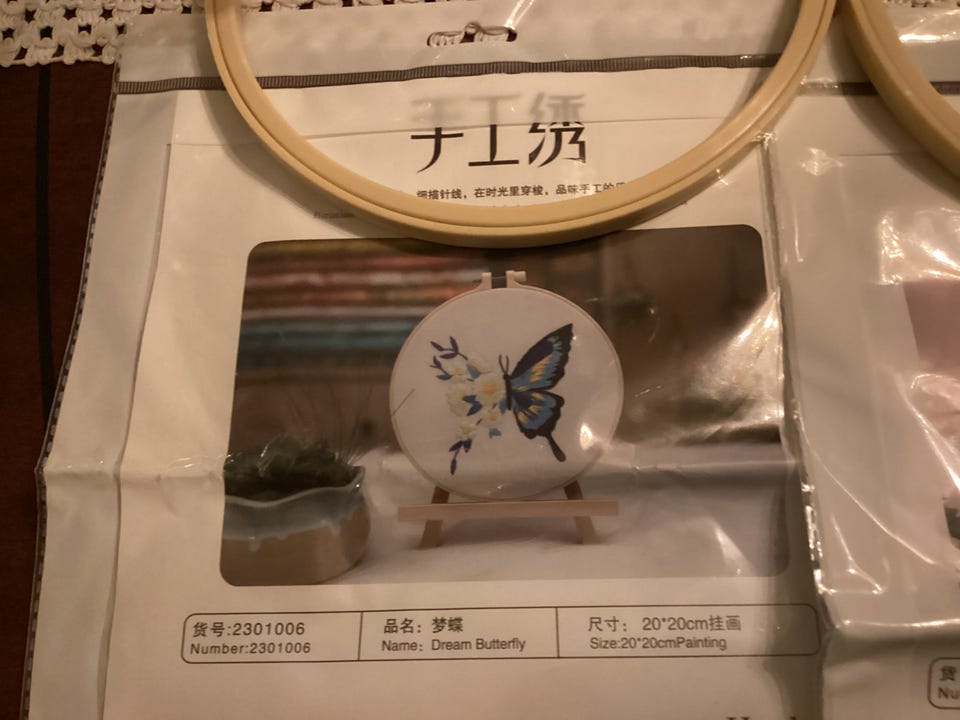 手工绣
细描针线，在时光里穿梭，品味手工的
货号:2301006
Number:2301006
品名：梦蝶
Name：Dream Butterfly
尺寸： 20*20cm挂画
Size:20*20cmPainting
货
Nu